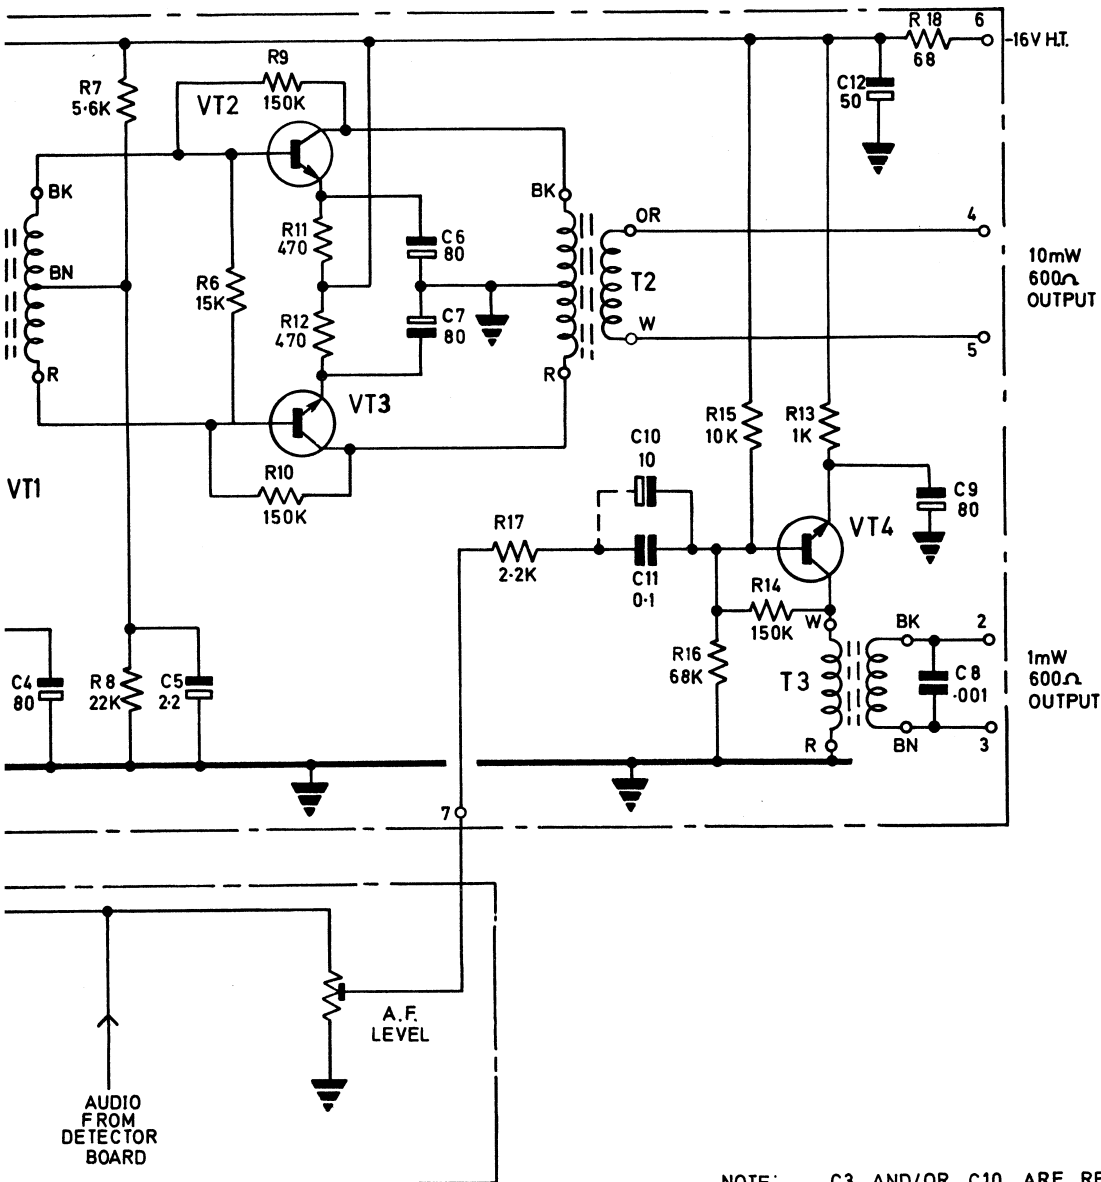 R 18
6
68
-16V H.T.
R9
150K
R7
5·6K
VT2
C12
50
BK
BK
OR
4
R11
470
C6
80
BN
R6
15K
T2
10mW
600Ω
OUTPUT
R12
470
C7
80
W
5
R
R
VT3
R15
10K
R13
1K
C10
10
R10
150K
VT1
C9
80
VT4
R17
2·2K
C11
0·1
R14
150K
W
BK
2
R16
68K
T3
C8
·001
1mW
600Ω
OUTPUT
R
BN
3
C4
80
R8
22K
C5
2·2
7
A.F.
LEVEL
AUDIO
FROM
DETECTOR
BOARD
NOTE: C3 AND/OR C10 ARE